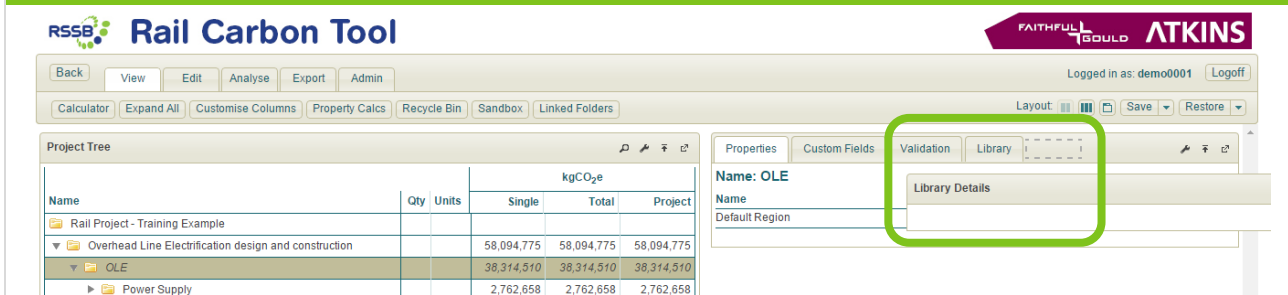 RSSB Rail Carbon Tool
FAITHFUL GOULD ATKINS
Back View Edit Analyse Export Admin Logged in as: demo0001 Logoff
Calculator Expand All Customise Columns Property Calcs Recycle Bin Sandbox Linked Folders Layout: Save Restore
Project Tree
kgCO₂e
Name Qty Units Single Total Project
Rail Project - Training Example
Overhead Line Electrification design and construction 58,094,775 58,094,775 58,094,775
OLE 38,314,510 38,314,510 38,314,510
Power Supply 2,762,658 2,762,658 2,762,658
Properties Custom Fields Validation Library
Name: OLE
Name
Default Region
Library Details